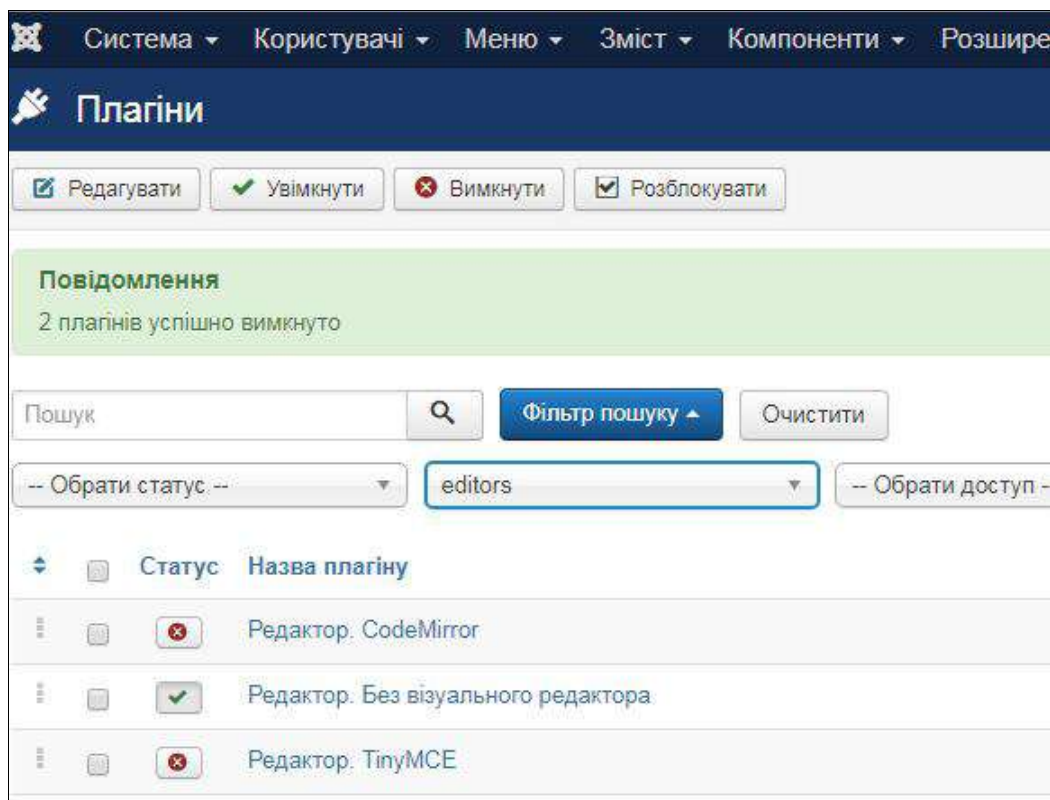 Система Користувачі Меню Зміст Компоненти Розшире
Плагіни
Редагувати Увімкнути Вимкнути Розблокувати
Повідомлення
2 плагінів успішно вимкнуто
Пошук Фільтр пошуку Очистити
-- Обрати статус -- editors -- Обрати доступ -
Статус Назва плагіну
Редактор. CodeMirror
Редактор. Без візуального редактора
Редактор. TinyMCE